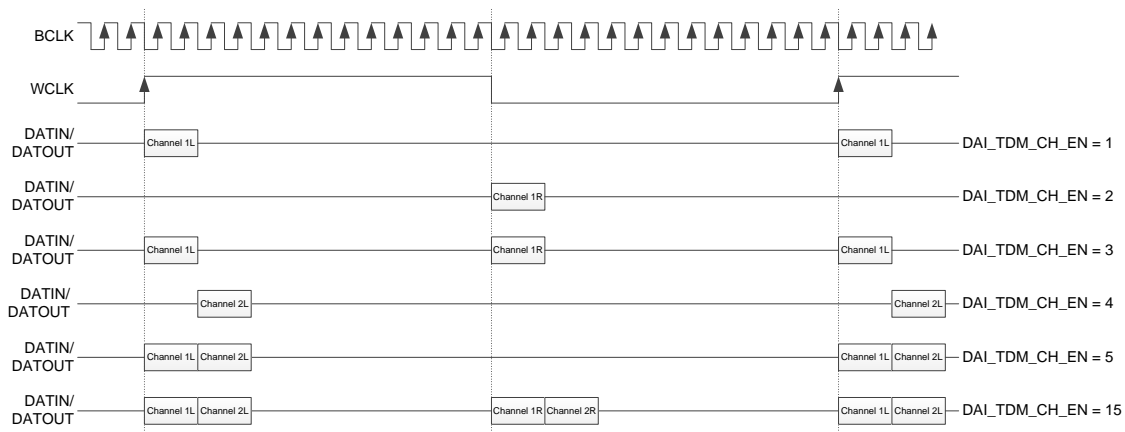 BCLK
WCLK
DATIN/
DATOUT
Channel 1L
Channel 1L
DAI_TDM_CH_EN = 1
DATIN/
DATOUT
Channel 1R
DAI_TDM_CH_EN = 2
DATIN/
DATOUT
Channel 1L
Channel 1R
Channel 1L
DAI_TDM_CH_EN = 3
DATIN/
DATOUT
Channel 2L
Channel 2L
DAI_TDM_CH_EN = 4
DATIN/
DATOUT
Channel 1L
Channel 2L
Channel 1L
Channel 2L
DAI_TDM_CH_EN = 5
DATIN/
DATOUT
Channel 1L
Channel 2L
Channel 1R
Channel 2R
Channel 1L
Channel 2L
DAI_TDM_CH_EN = 15